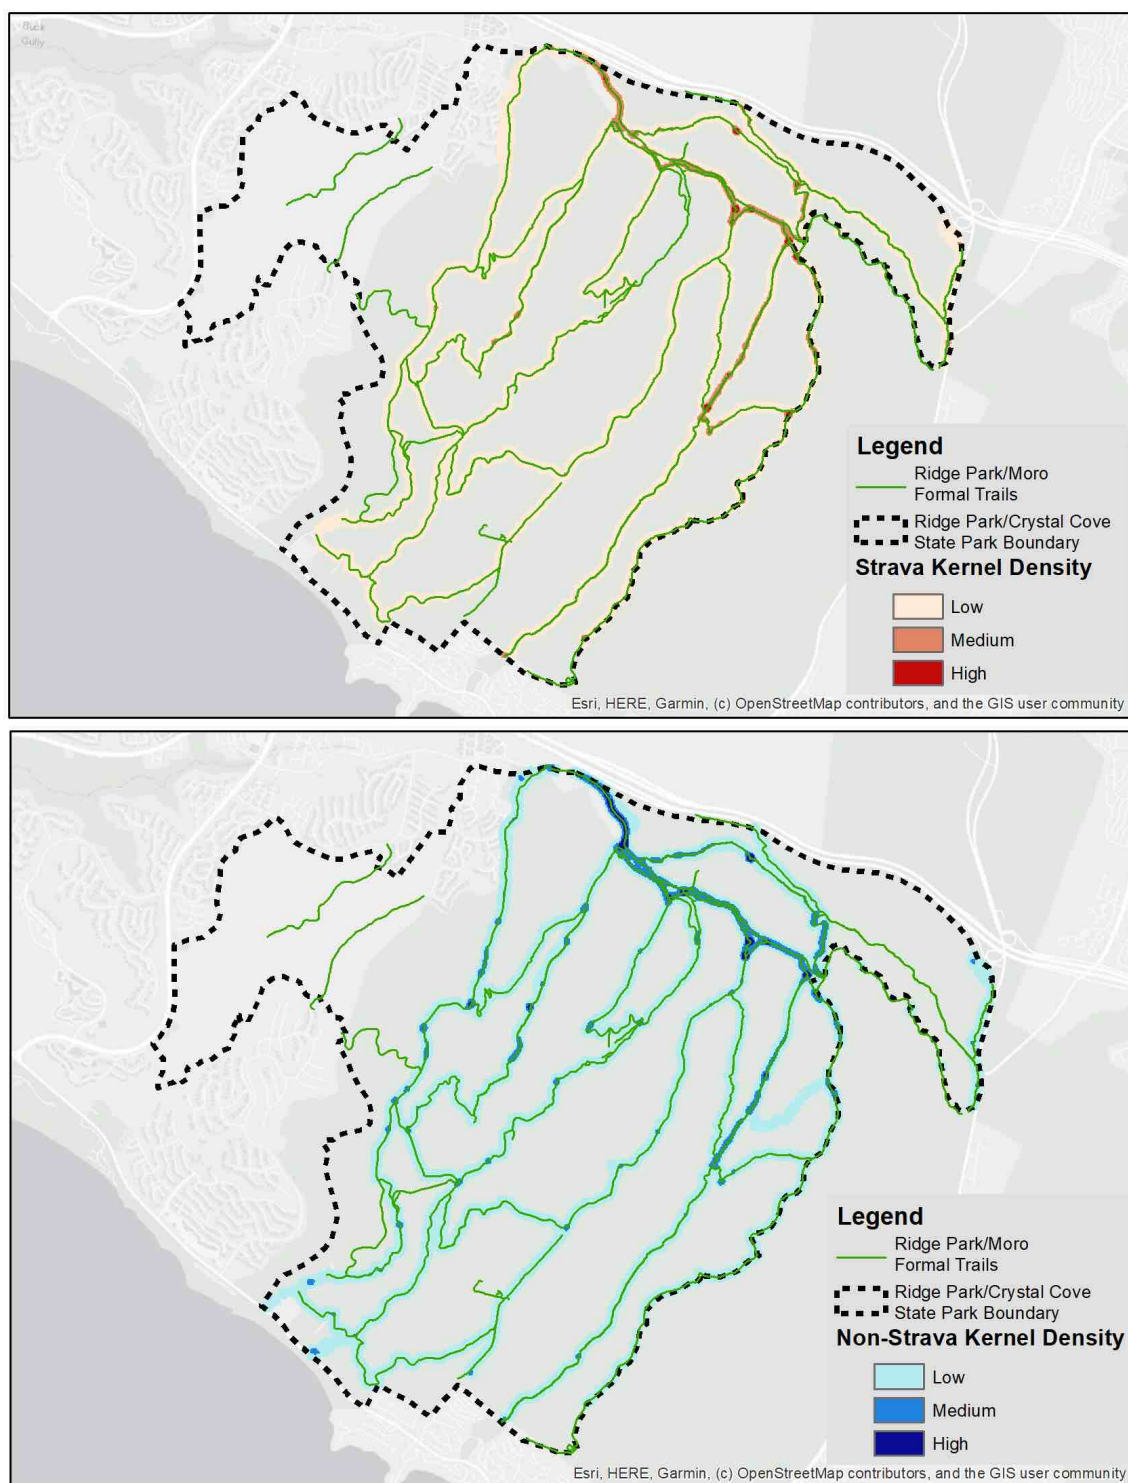 Buck
Gully
Legend
Ridge Park/Moro
Formal Trails
Ridge Park/Crystal Cove
State Park Boundary
Strava Kernel Density
Low
Medium
High
Esri, HERE, Garmin, (c) OpenStreetMap contributors, and the GIS user community
Legend
Ridge Park/Moro
Formal Trails
Ridge Park/Crystal Cove
State Park Boundary
Non-Strava Kernel Density
Low
Medium
High
Esri, HERE, Garmin, (c) OpenStreetMap contributors, and the GIS user community